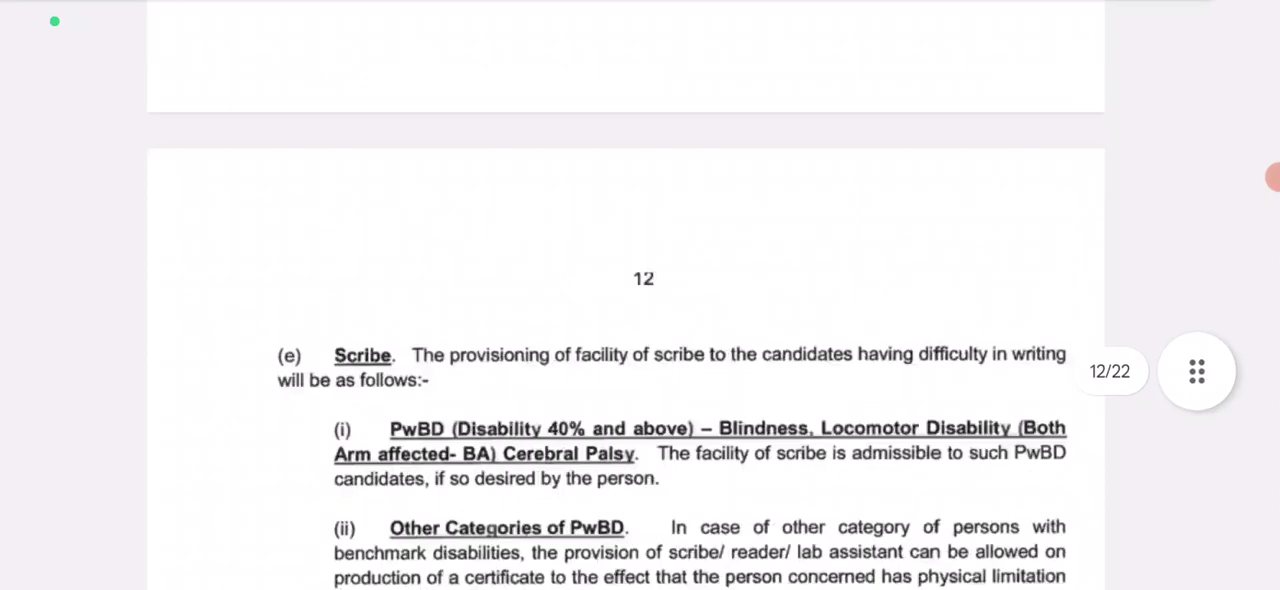 12
(e) Scribe. The provisioning of facility of scribe to the candidates having difficulty in writing
will be as follows:-
12/22
(i) PwBD (Disability 40% and above) – Blindness, Locomotor Disability (Both
Arm affected- BA) Cerebral Palsy. The facility of scribe is admissible to such PwBD
candidates, if so desired by the person.
(ii) Other Categories of PwBD. In case of other category of persons with
benchmark disabilities, the provision of scribe/ reader/ lab assistant can be allowed on
production of a certificate to the effect that the person concerned has physical limitation